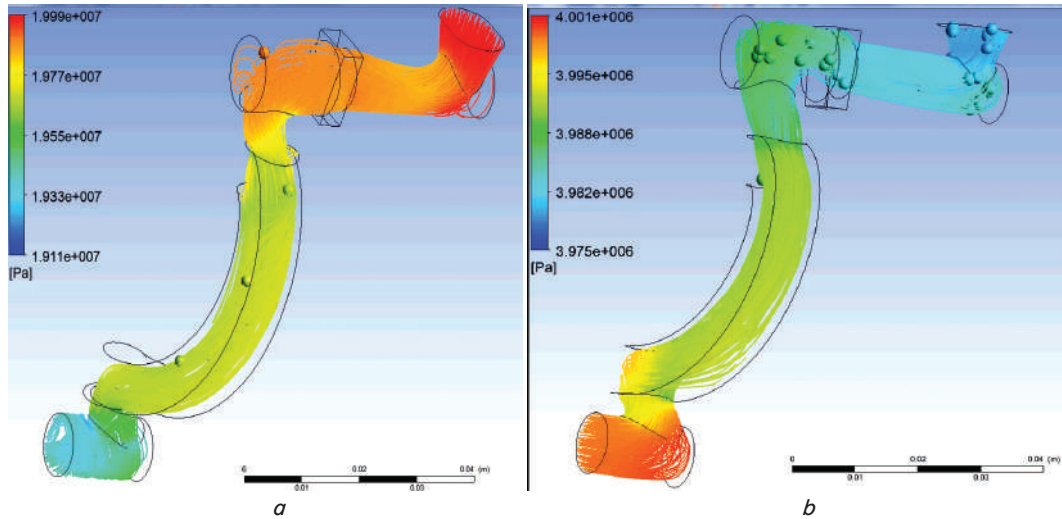 1.999e+007
1.977e+007
1.955e+007
1.933e+007
1.911e+007
[Pa]
0
0.02
0.04
(m)
0.01
0.03
a
4.001e+006
3.995e+006
3.988e+006
3.982e+006
3.975e+006
[Pa]
0
0.02
0.04
(m)
0.01
0.03
b